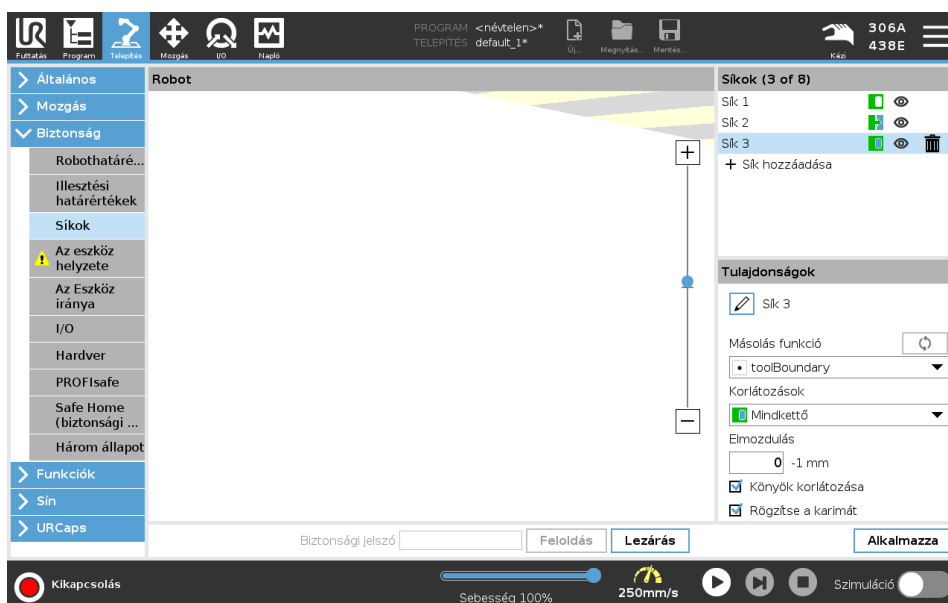 PROGRAM <névtelen>*
TELEPÍTÉS default_1*
Futtatás
Program
Telepítés
Mozgás
I/O
Napló
Új...
Megnyitás...
Mentés...
Kézi
306A
438E
Általános
Mozgás
Biztonság
Robothatáré...
Illesztési
határértékek
Síkok
Az eszköz
helyzete
Az Eszköz
iránya
I/O
Hardver
PROFIsafe
Safe Home
(biztonsági ...
Három állapot
Funkciók
Sín
URCaps
Robot
Síkok (3 of 8)
Sík 1
Sík 2
Sík 3
+ Sík hozzáadása
Tulajdonságok
Sík 3
Másolás funkció
toolBoundary
Korlátozások
Mindkettő
Elmozdulás
0 -1 mm
Könyök korlátozása
Rögzítse a karimát
Biztonsági jelszó
Feloldás
Lezárás
Alkalmazza
Kikapcsolás
Sebesség 100%
250mm/s
Szimuláció